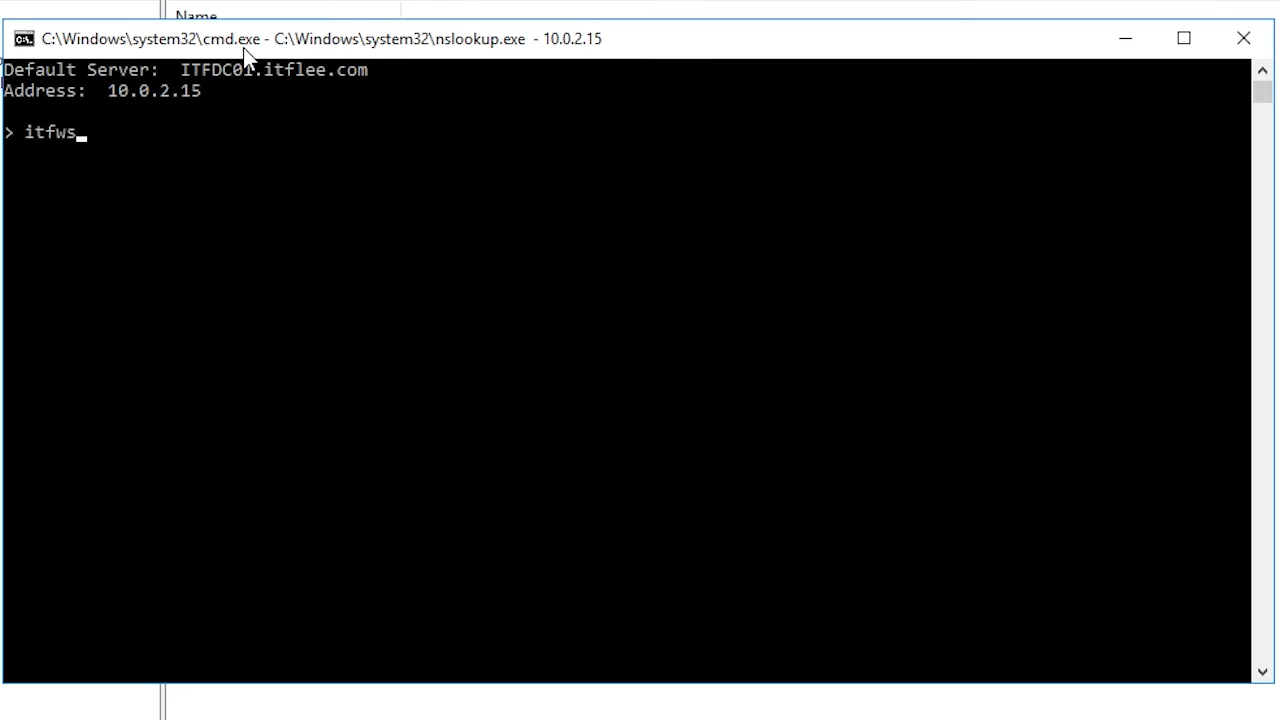 Name
C:\Windows\system32\cmd.exe - C:\Windows\system32\nslookup.exe - 10.0.2.15
Default Server: ITFDC01.itflee.com
Address: 10.0.2.15
> itfws_